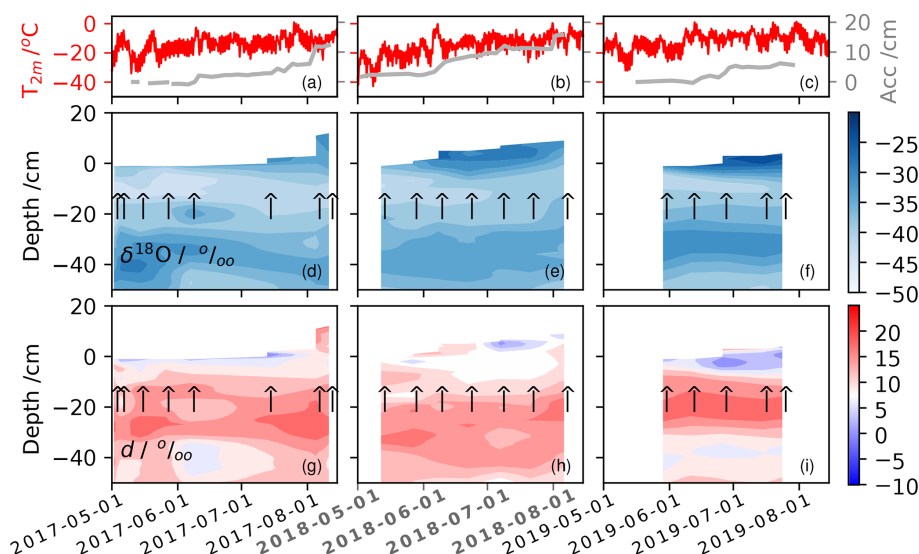 T2m /°C
0
−20
−40
(a)
(b)
(c)
20
10
0
Acc /cm
Depth /cm
20
0
−20
−40
δ18O / o/oo
(d)
(e)
(f)
−25
−30
−35
−40
−45
−50
Depth /cm
20
0
−20
−40
d / o/oo
(g)
(h)
(i)
20
15
10
5
0
−5
−10
2017-05-01
2017-06-01
2017-07-01
2017-08-01
2018-05-01
2018-06-01
2018-07-01
2018-08-01
2019-05-01
2019-06-01
2019-07-01
2019-08-01